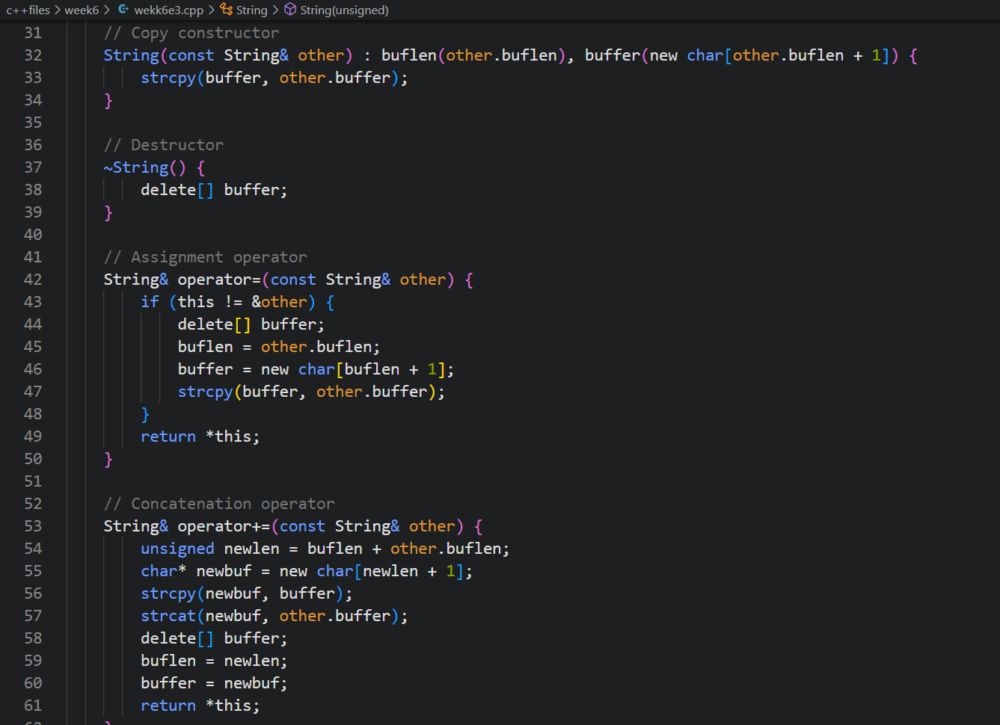 c++files > week6 > wekk6e3.cpp > String > String(unsigned)
31 // Copy constructor
32 String(const String& other) : buflen(other.buflen), buffer(new char[other.buflen + 1]) {
33 strcpy(buffer, other.buffer);
34 }
35
36 // Destructor
37 ~String() {
38 delete[] buffer;
39 }
40
41 // Assignment operator
42 String& operator=(const String& other) {
43 if (this != &other) {
44 delete[] buffer;
45 buflen = other.buflen;
46 buffer = new char[buflen + 1];
47 strcpy(buffer, other.buffer);
48 }
49 return *this;
50 }
51
52 // Concatenation operator
53 String& operator+=(const String& other) {
54 unsigned newlen = buflen + other.buflen;
55 char* newbuf = new char[newlen + 1];
56 strcpy(newbuf, buffer);
57 strcat(newbuf, other.buffer);
58 delete[] buffer;
59 buflen = newlen;
60 buffer = newbuf;
61 return *this;